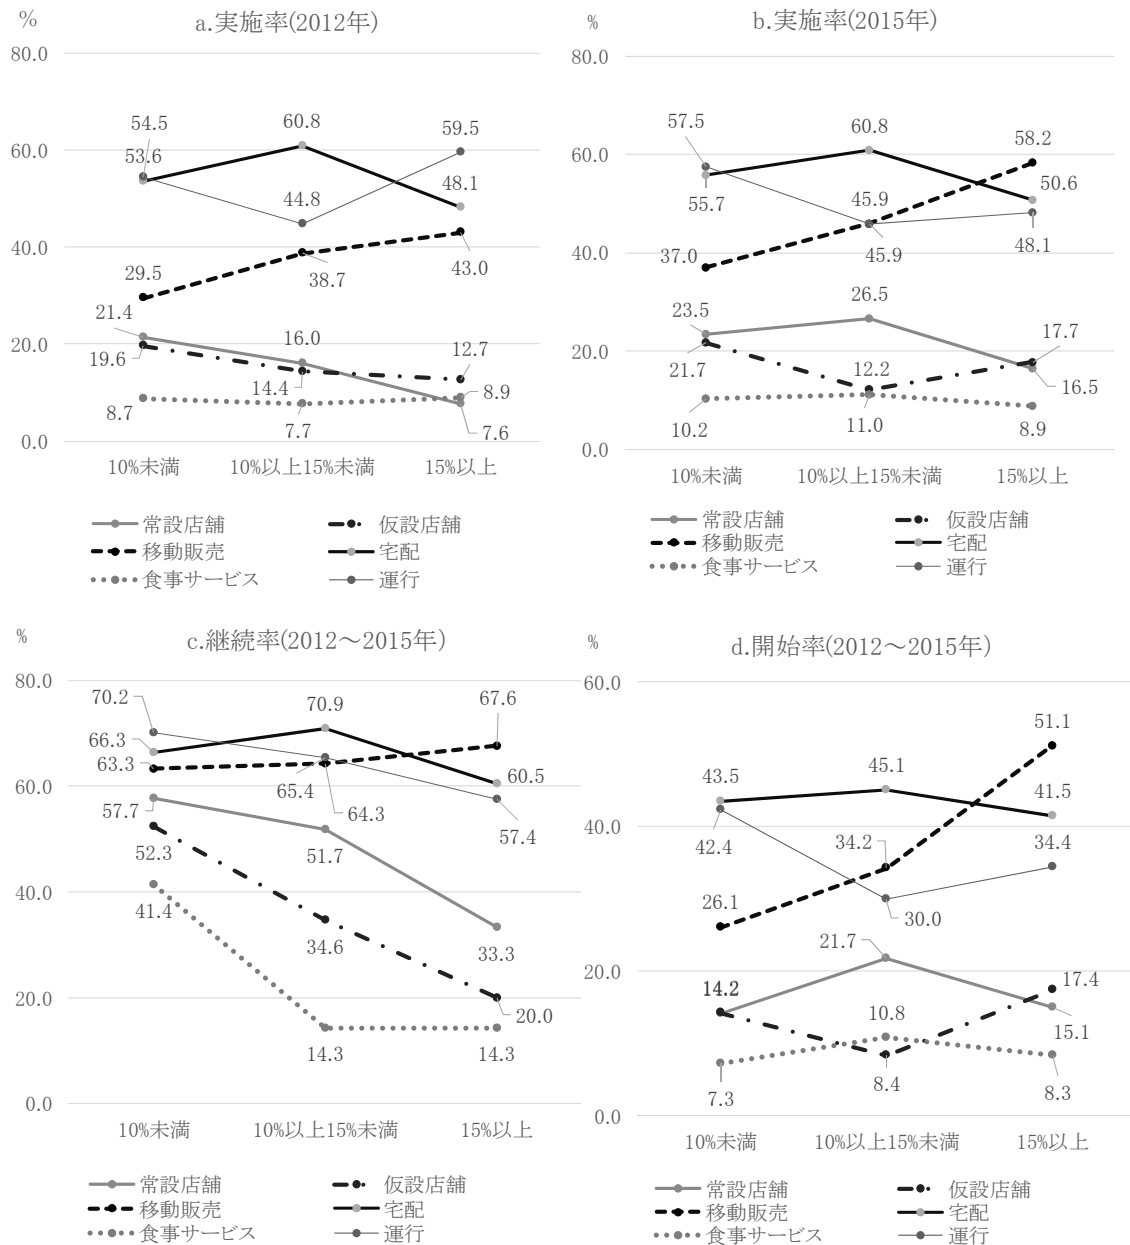 %
a.実施率(2012年)
80.0
60.0
40.0
20.0
0.0
54.5
53.6
60.8
59.5
48.1
44.8
29.5
38.7
43.0
21.4
19.6
16.0
14.4
12.7
8.9
8.7
7.7
7.6
10%未満
10%以上15%未満
15%以上
常設店舗
仮設店舗
移動販売
宅配
食事サービス
運行
%
b.実施率(2015年)
80.0
60.0
40.0
20.0
0.0
57.5
55.7
60.8
58.2
50.6
45.9
45.9
48.1
37.0
23.5
21.7
26.5
12.2
17.7
16.5
10.2
11.0
8.9
10%未満
10%以上15%未満
15%以上
常設店舗
仮設店舗
移動販売
宅配
食事サービス
運行
%
c.継続率(2012～2015年)
80.0
60.0
40.0
20.0
0.0
70.2
66.3
63.3
57.7
52.3
41.4
70.9
65.4
64.3
51.7
34.6
14.3
67.6
60.5
57.4
33.3
20.0
14.3
10%未満
10%以上15%未満
15%以上
常設店舗
仮設店舗
移動販売
宅配
食事サービス
運行
%
d.開始率(2012～2015年)
60.0
40.0
20.0
0.0
43.5
42.4
26.1
14.2
7.3
45.1
34.2
30.0
21.7
10.8
8.4
51.1
41.5
34.4
17.4
15.1
8.3
10%未満
10%以上15%未満
15%以上
常設店舗
仮設店舗
移動販売
宅配
食事サービス
運行